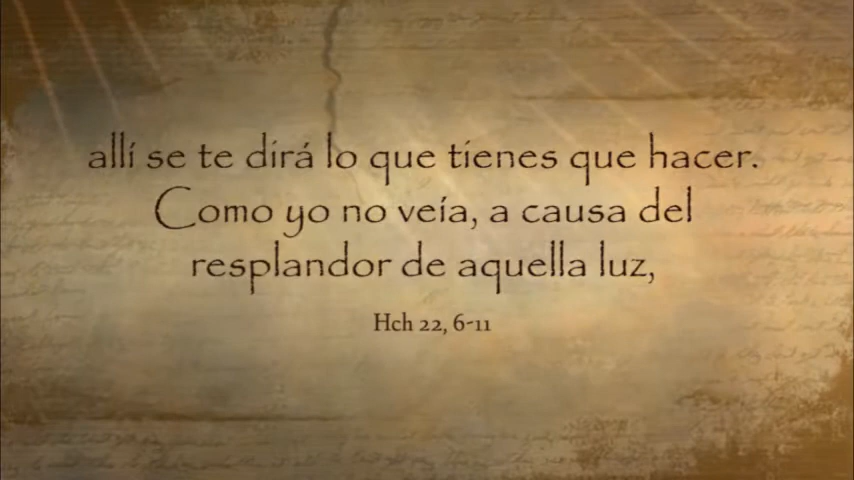 allí se te dirá lo que tienes que hacer.
Como yo no veía, a causa del
resplandor de aquella luz,
Hch 22, 6-11